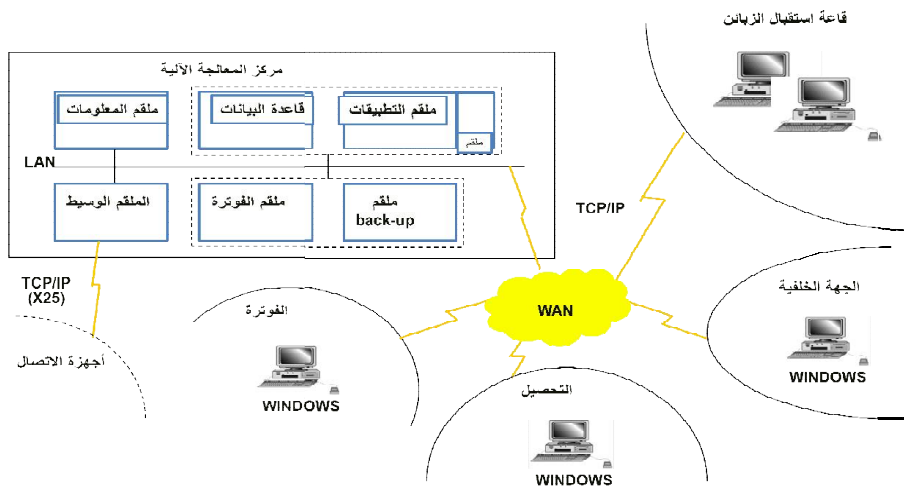 قاعة استقبال الزبائن
مركز المعالجة الآلية
ملقم التطبيقات
قاعدة البيانات
ملقم المعلومات
ملقم
LAN
ملقم
back-up
ملقم الفوترة
الملقم الوسيط
TCP/IP
TCP/IP
(X25)
WAN
الجهة الخلفية
WINDOWS
الفوترة
WINDOWS
أجهزة الاتصال
التحصيل
WINDOWS